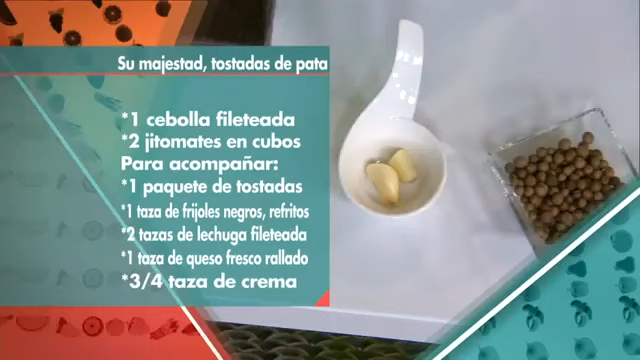 Su majestad, tostadas de pata
*1 cebolla fileteada
*2 jitomates en cubos
Para acompañar:
*1 paquete de tostadas
*1 taza de frijoles negros, refritos
*2 tazas de lechuga fileteada
*1 taza de queso fresco rallado
*3/4 taza de crema